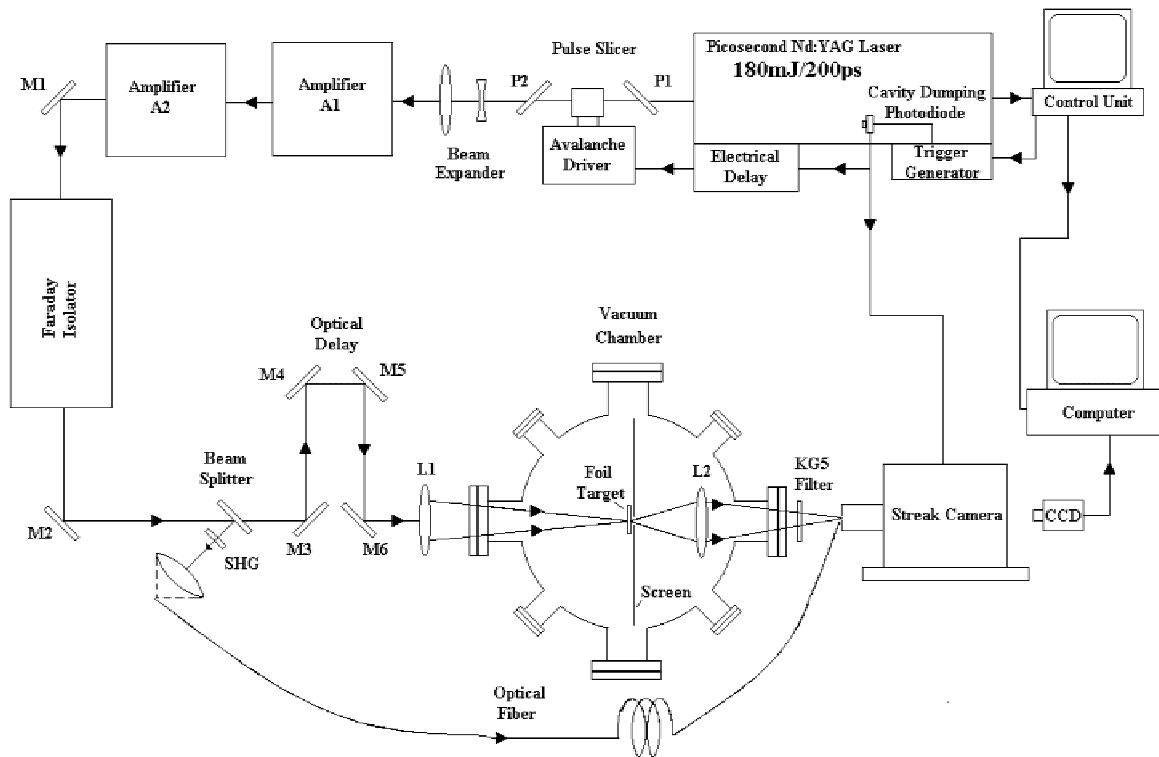 Picosecond Nd:YAG Laser
180mJ/200ps
Pulse Slicer
P2
P1
M1
Amplifier
A2
Amplifier
A1
Cavity Dumping
Photodiode
Control Unit
Beam
Expander
Avalanche
Driver
Electrical
Delay
Trigger
Generator
Faraday
Isolator
Optical
Delay
Vacuum
Chamber
M4
M5
Computer
Beam
Splitter
L1
Foil
Target
L2
KG5
Filter
Streak Camera
CCD
M2
SHG
M3
M6
Screen
Optical
Fiber